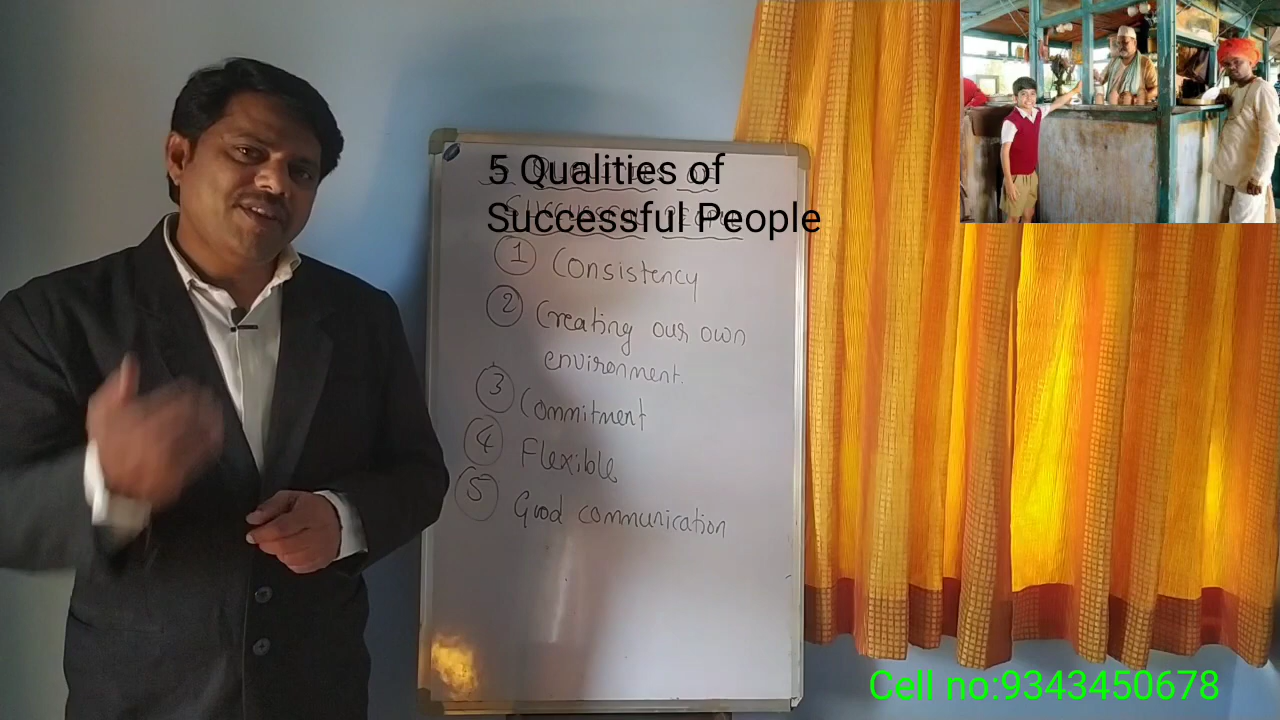 5 Qualities of
Successful People
① Consistency
② Creating our own
environment.
③ Commitment
④ Flexible
⑤ Good communication
Cell no:9343450678